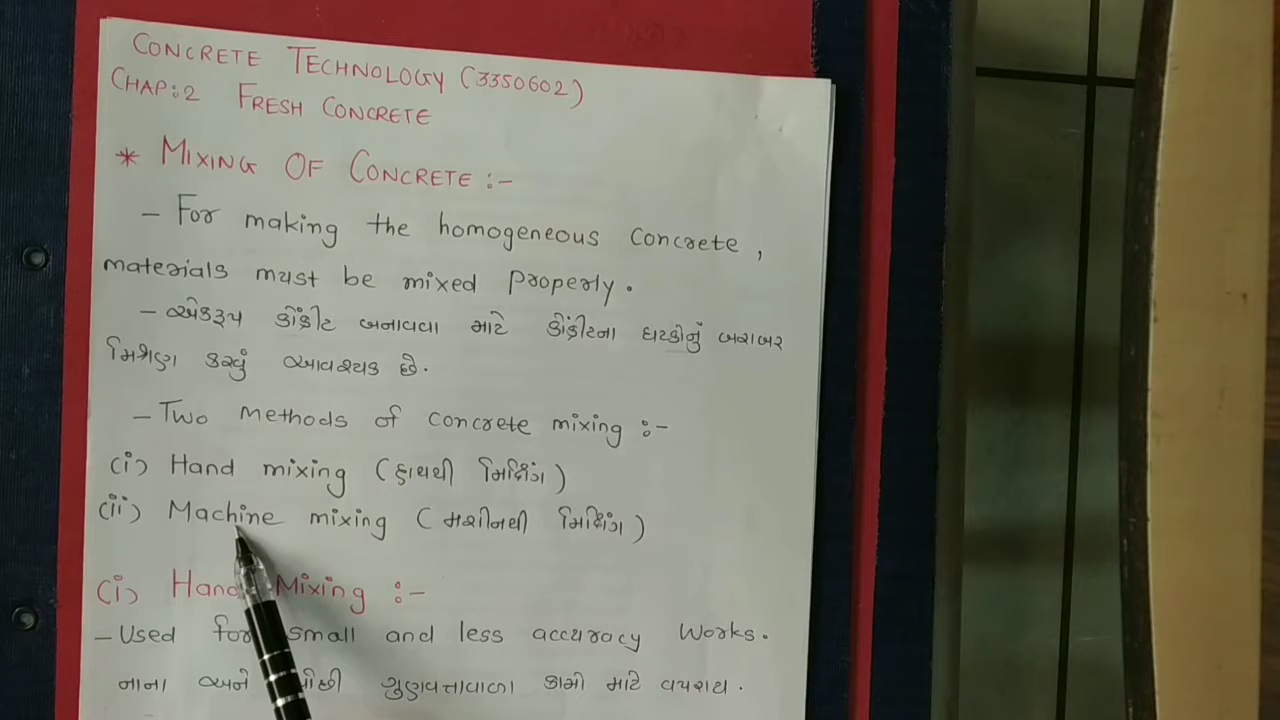 CONCRETE TECHNOLOGY (3350602)
CHAP:2 FRESH CONCRETE
* MIXING OF CONCRETE :-
- For making the homogeneous concrete,
materials must be mixed properly.
- એકરૂપ કોંક્રીટ બનાવવા માટે કોંક્રીટના ઘટકોનું બરાબર
મિશ્રણ કરવું આવશ્યક છે.
- Two Methods of concrete mixing :-
(i) Hand mixing (હાથથી મિક્ષિંગ)
(ii) Machine mixing (મશીનથી મિક્ષિંગ)
(i) Hand Mixing :-
- Used for small and less accuracy works.
નાના અને ગુણવત્તાવાળા કામો માટે વપરાય.